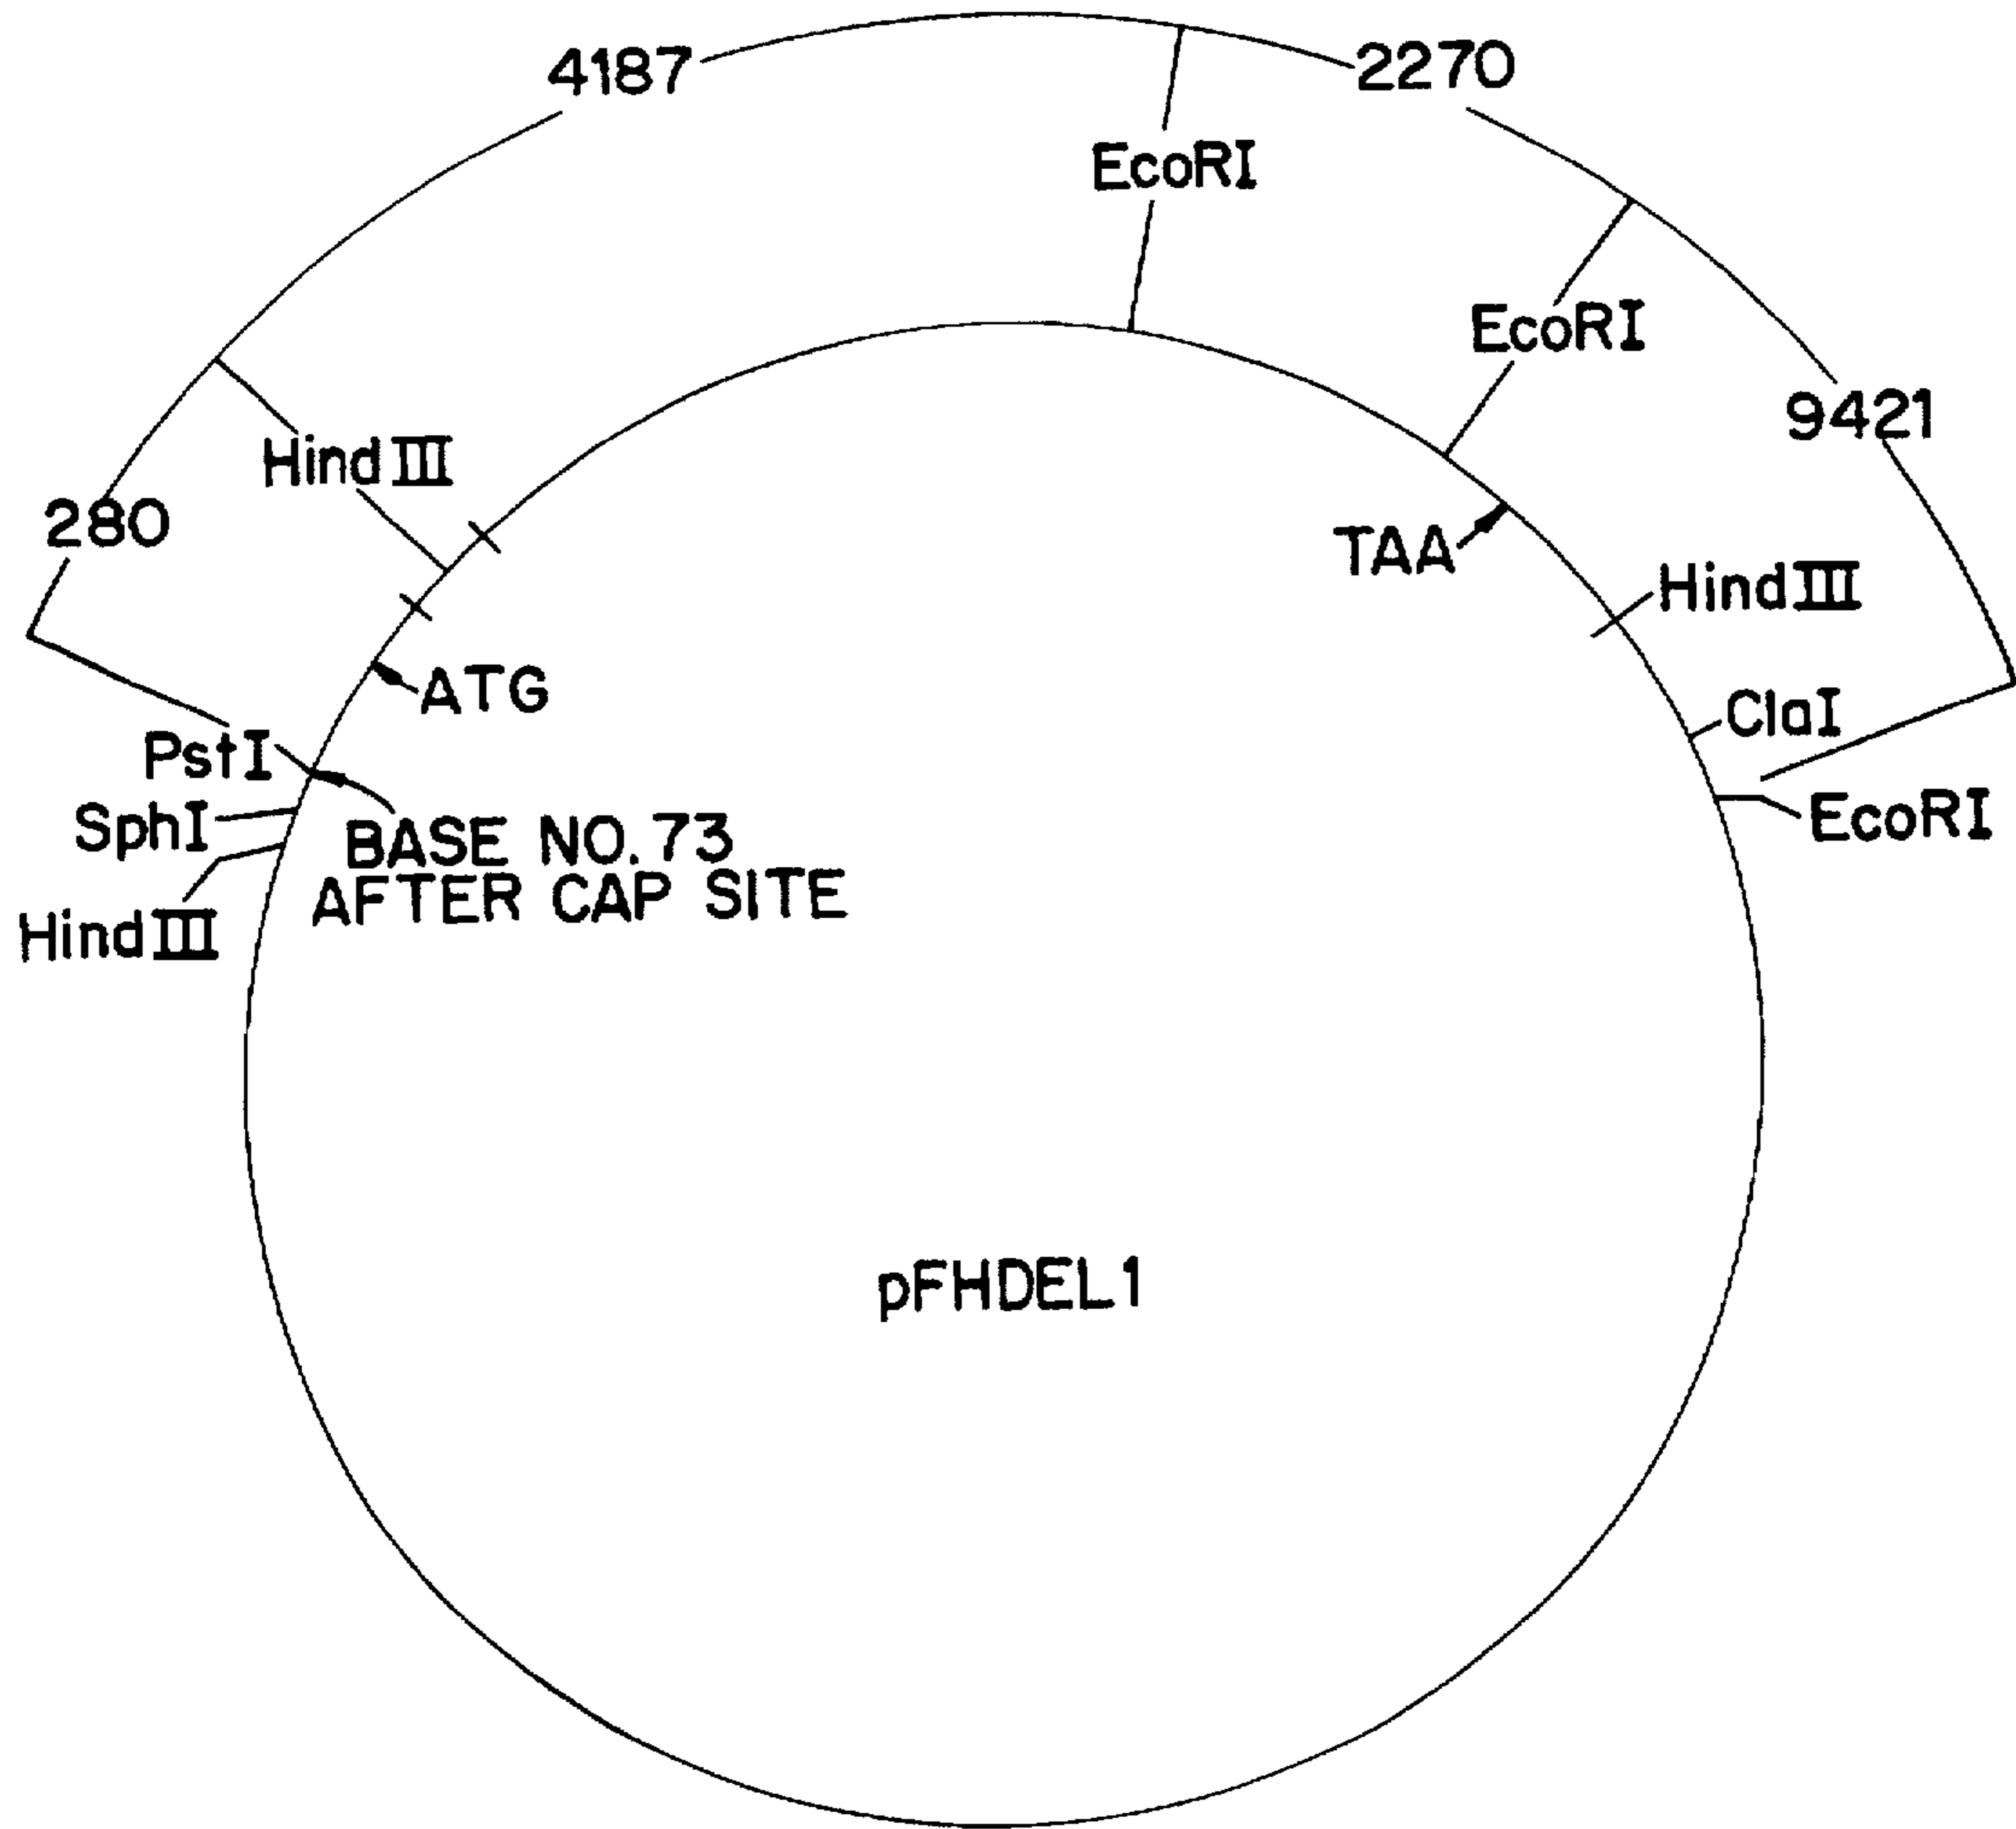 4187
2270
EcoRI
EcoRI
9421
HindIII
280
TAA
HindIII
ATG
ClaI
PstI
SphI
EcoRI
BASE NO.73
AFTER CAP SITE
HindIII
pFHDEL1